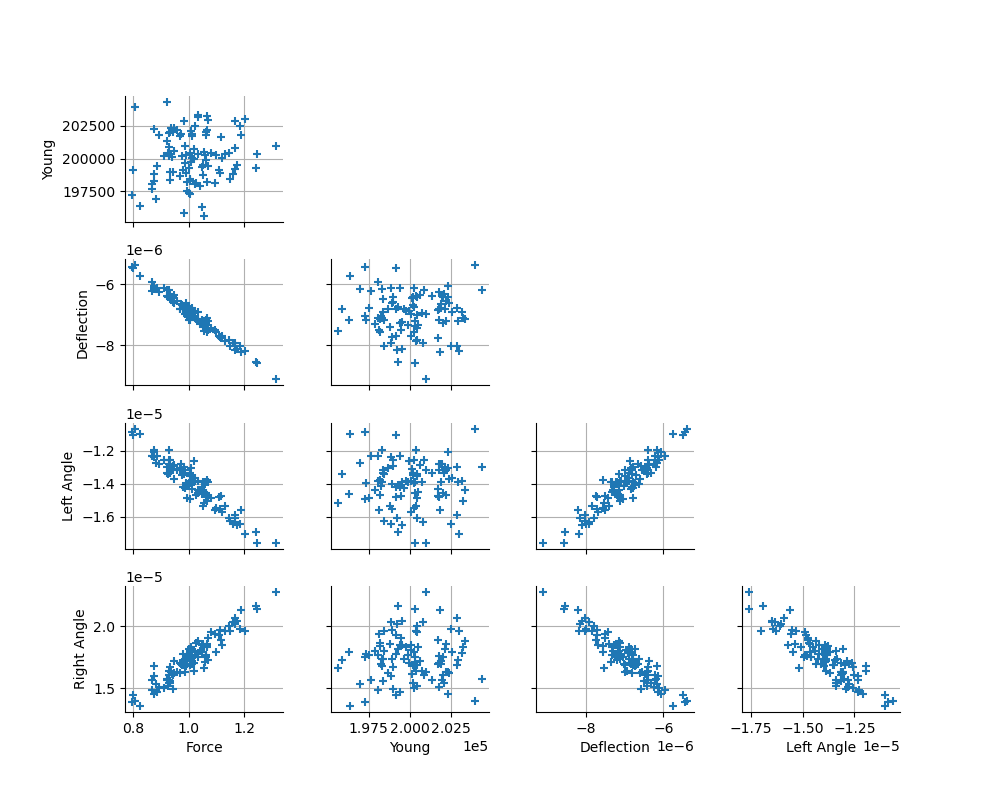 202500
200000
197500
Young
1e−6
−6
−8
Deflection
1e−5
−1.2
−1.4
−1.6
Left Angle
1e−5
2.0
1.5
Right Angle
0.8 1.0 1.2
Force
1.975 2.000 2.025
Young 1e5
−8 −6
Deflection 1e−6
−1.75 −1.50 −1.25
Left Angle 1e−5